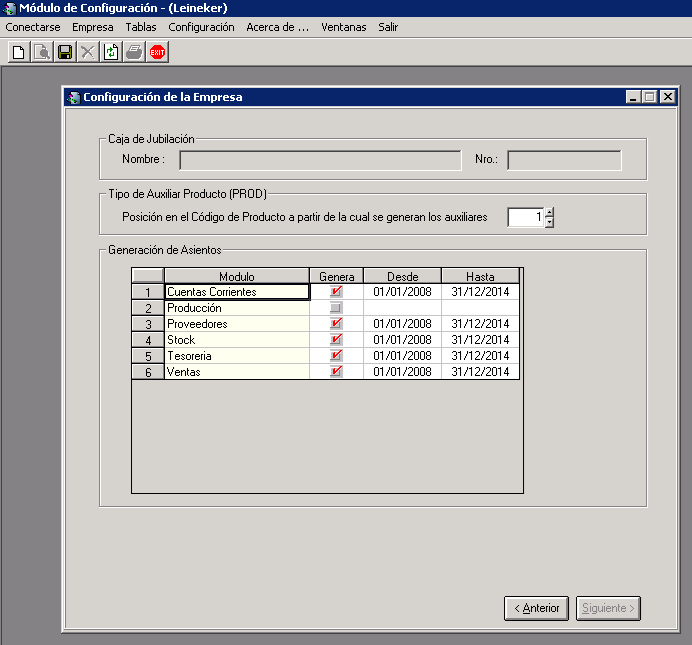 Módulo de Configuración - (Leineker)
Conectarse Empresa Tablas Configuración Acerca de ... Ventanas Salir
EXIT
Configuración de la Empresa
Caja de Jubilación
Nombre : Nro.:
Tipo de Auxiliar Producto (PROD)
Posición en el Código de Producto a partir de la cual se generan los auxiliares 1
Generación de Asientos
Modulo Genera Desde Hasta
1 Cuentas Corrientes 01/01/2008 31/12/2014
2 Producción
3 Proveedores 01/01/2008 31/12/2014
4 Stock 01/01/2008 31/12/2014
5 Tesoreria 01/01/2008 31/12/2014
6 Ventas 01/01/2008 31/12/2014
< Anterior Siguiente >